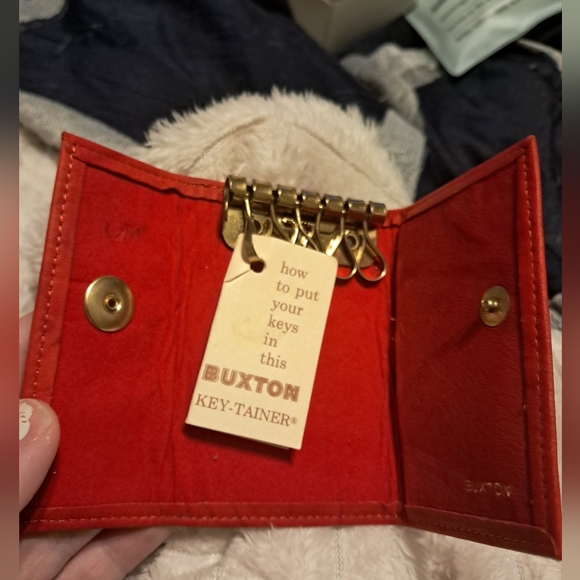 how
to put
your
keys
in
this
BUXTON
KEY-TAINER®
BUXTON